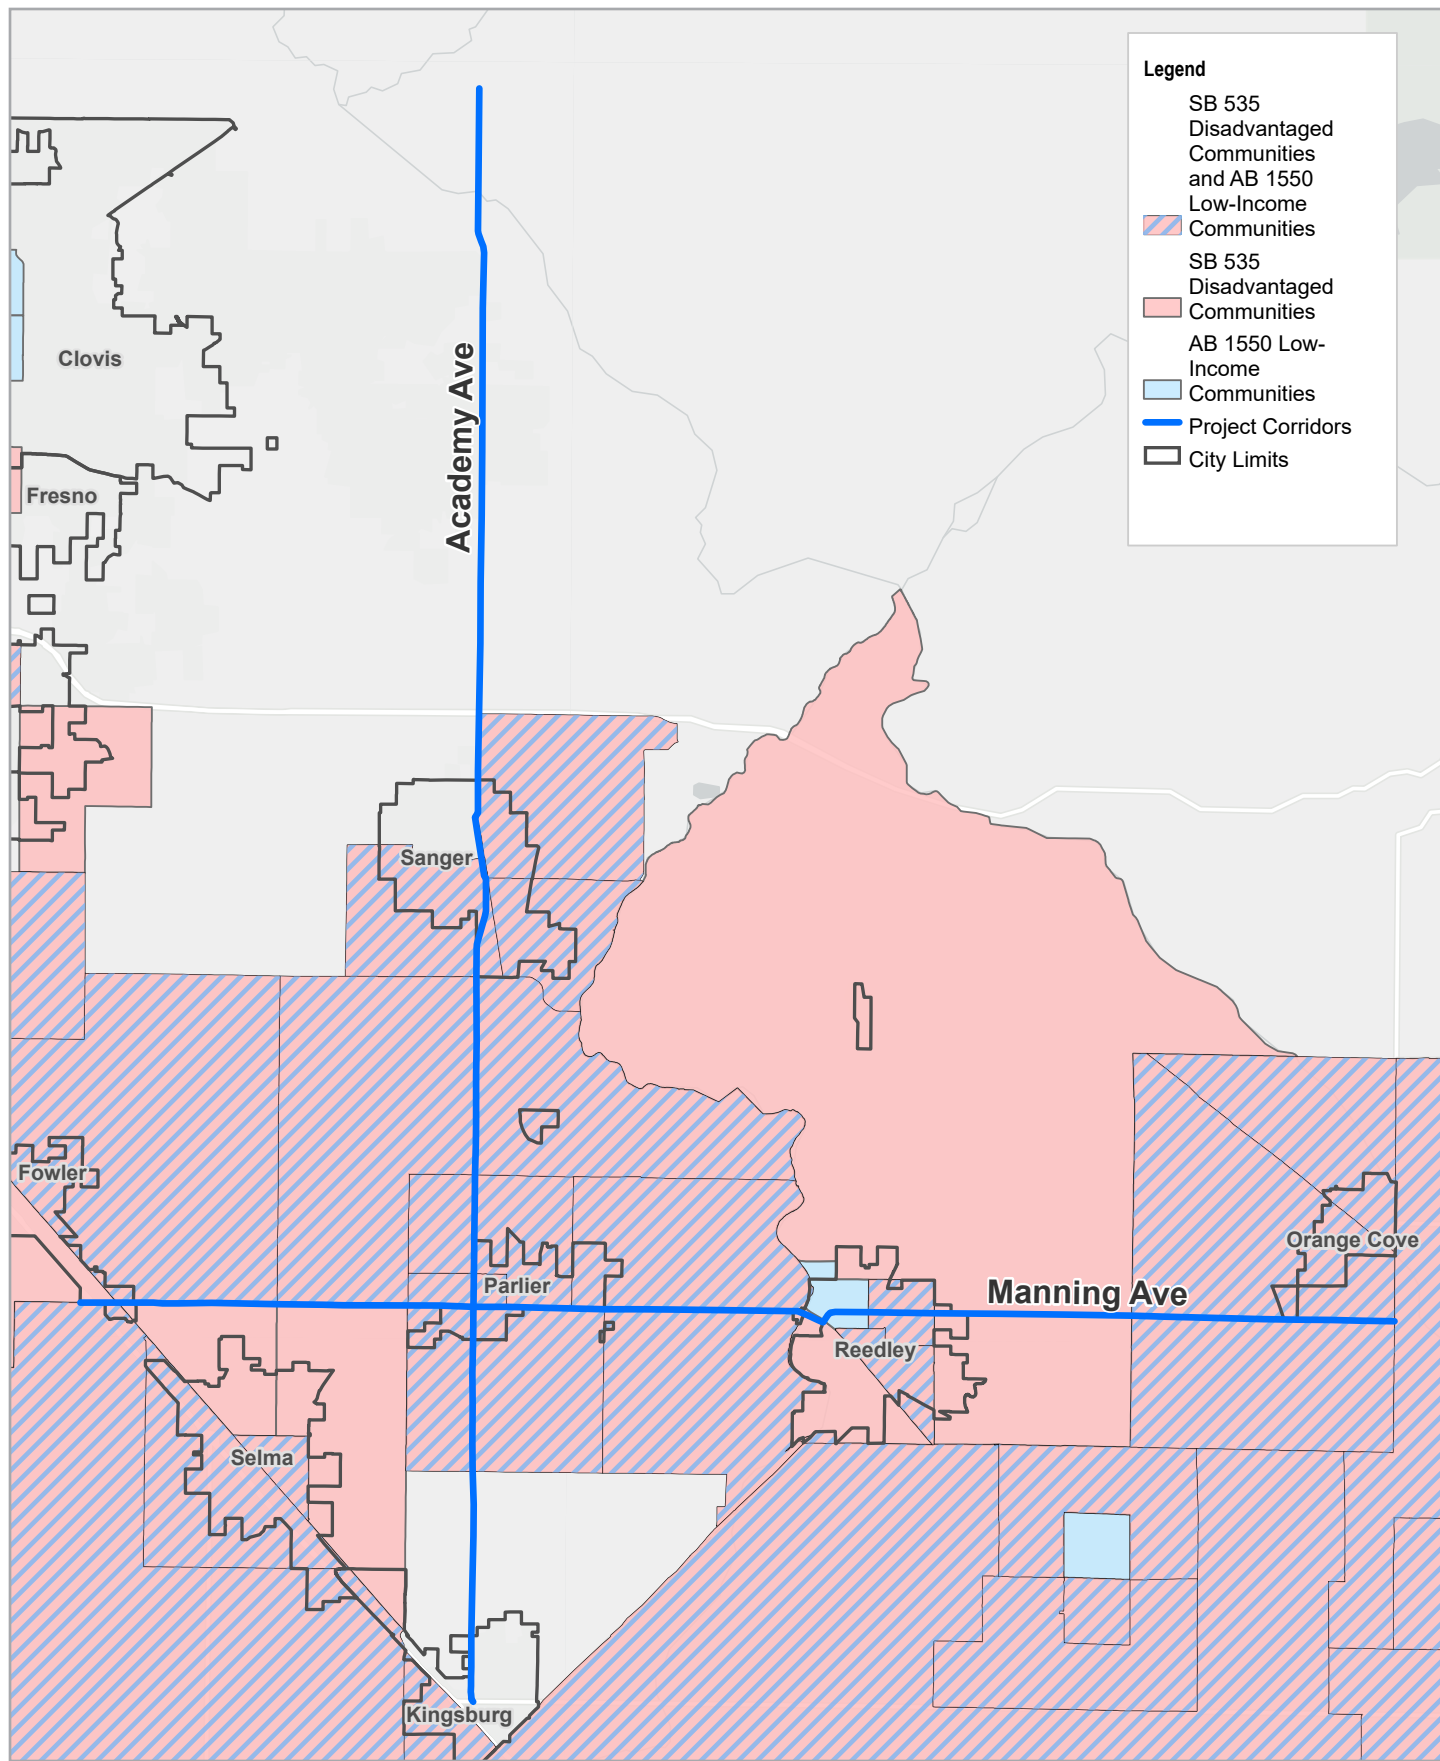 Legend
SB 535
Disadvantaged
Communities
and AB 1550
Low-Income
Communities
SB 535
Disadvantaged
Communities
AB 1550 Low-
Income
Communities
Project Corridors
City Limits
Clovis
Academy Ave
Fresno
Sanger
Fowler
Orange Cove
Parlier
Manning Ave
Reedley
Selma
Kingsburg